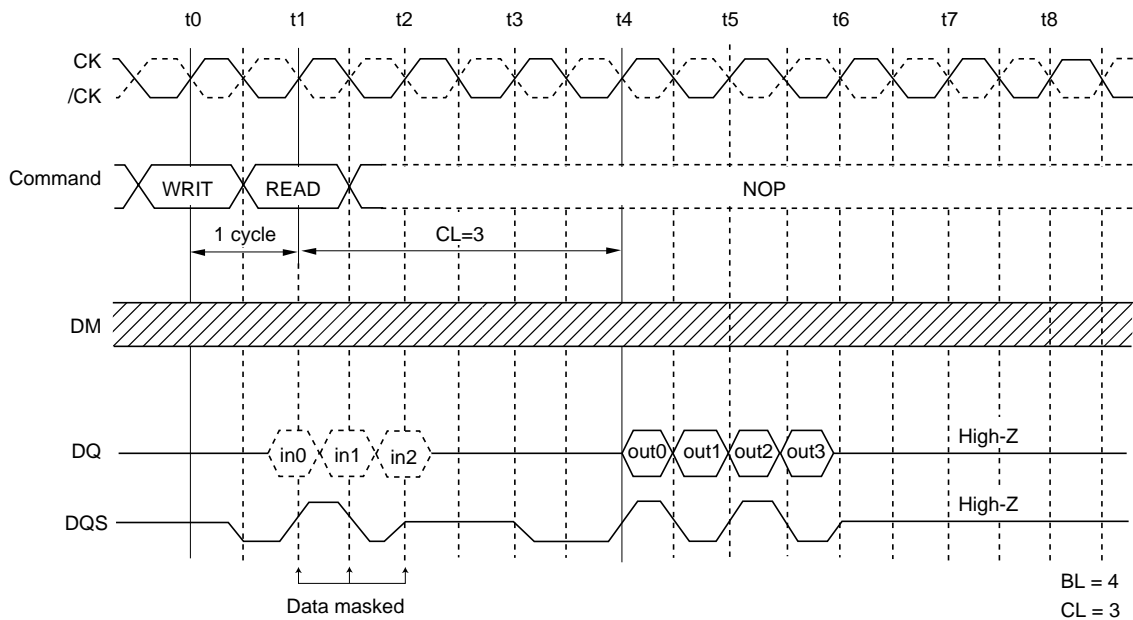 t0 t1 t2 t3 t4 t5 t6 t7 t8
CK
/CK
Command WRIT READ NOP
1 cycle CL=3
DM
DQ in0 in1 in2 out0 out1 out2 out3 High-Z
DQS High-Z
Data masked
BL = 4
CL = 3